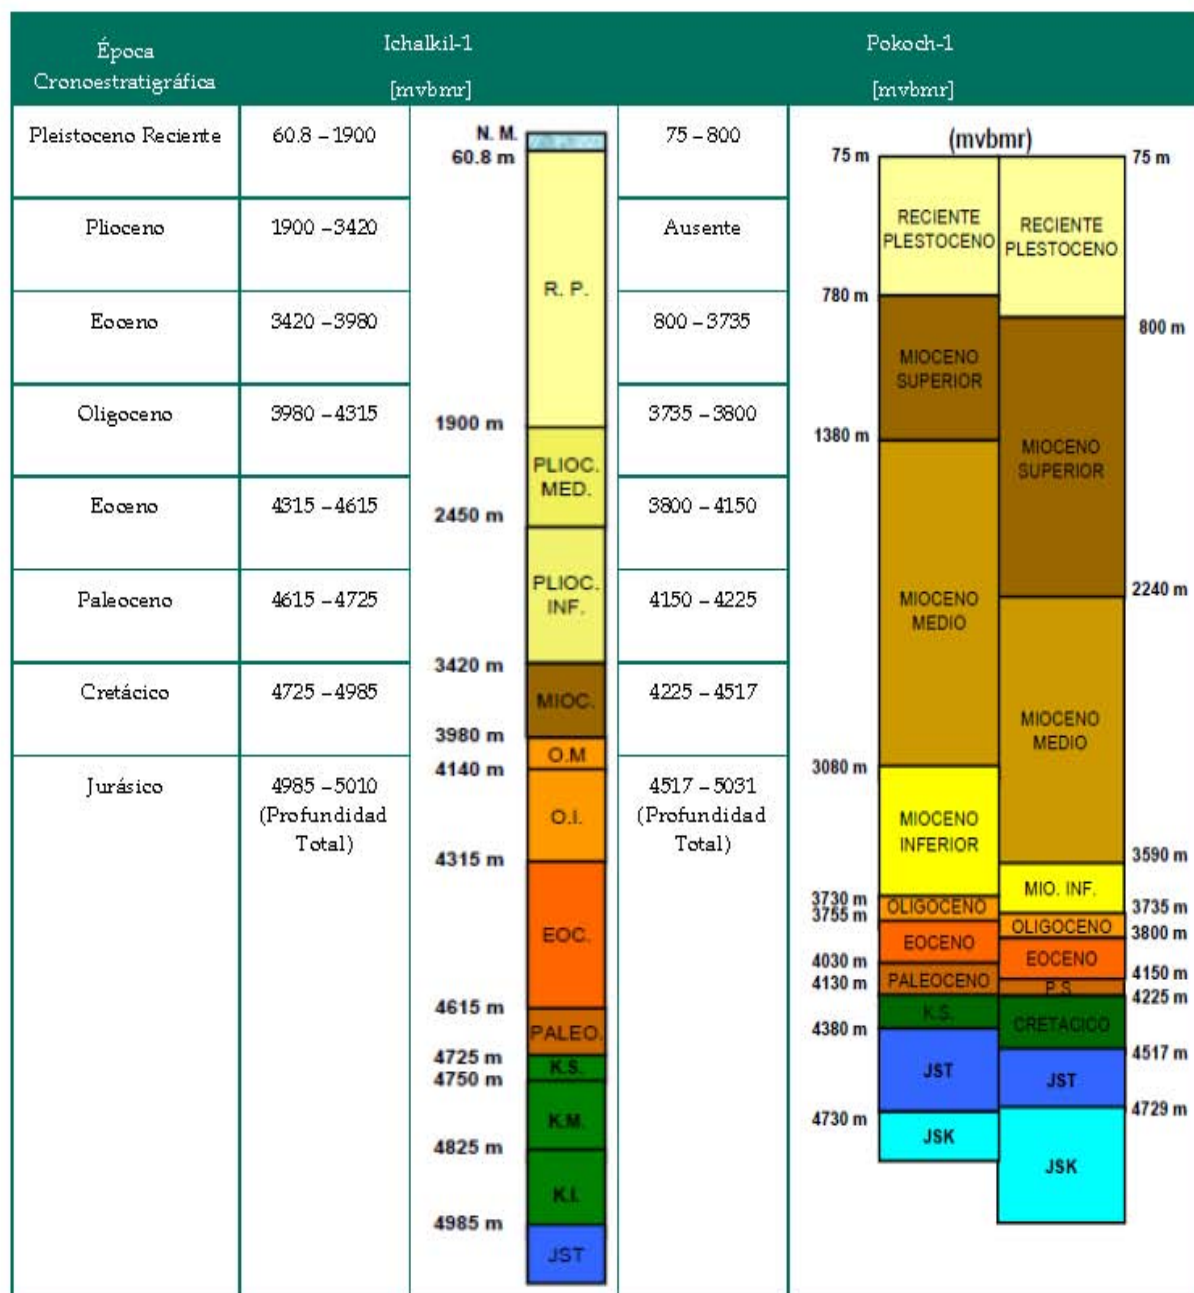 Época
Cronoestratigráfica
Ichalkil-1
[mvbmr]
Pokoch-1
[mvbmr]
Pleistoceno Reciente
60.8 – 1900
75 – 800
Plioceno
1900 – 3420
Ausente
Eoceno
3420 – 3980
800 – 3735
Oligoceno
3980 – 4315
3735 – 3800
Eoceno
4315 – 4615
3800 – 4150
Paleoceno
4615 – 4725
4150 – 4225
Cretácico
4725 – 4985
4225 – 4517
Jurásico
4985 – 5010
(Profundidad
Total)
4517 – 5031
(Profundidad
Total)
N. M.
60.8 m
R. P.
1900 m
PLIOC.
MED.
2450 m
PLIOC.
INF.
3420 m
MIOC.
3980 m
O.M
4140 m
O.I.
4315 m
EOC.
4615 m
PALEO.
4725 m
K.S.
4750 m
K.M.
4825 m
K.I.
4985 m
JST
(mvbmr)
75 m
RECIENTE
PLESTOCENO
780 m
MIOCENO
SUPERIOR
1380 m
MIOCENO
MEDIO
3080 m
MIOCENO
INFERIOR
3730 m
OLIGOCENO
3755 m
EOCENO
4030 m
PALEOCENO
4130 m
K.S.
4380 m
JST
4730 m
JSK
75 m
RECIENTE
PLESTOCENO
800 m
MIOCENO
SUPERIOR
2240 m
MIOCENO
MEDIO
3590 m
MIO. INF.
3735 m
OLIGOCENO
3800 m
EOCENO
4150 m
P.S.
4225 m
CRETACICO
4517 m
JST
4729 m
JSK